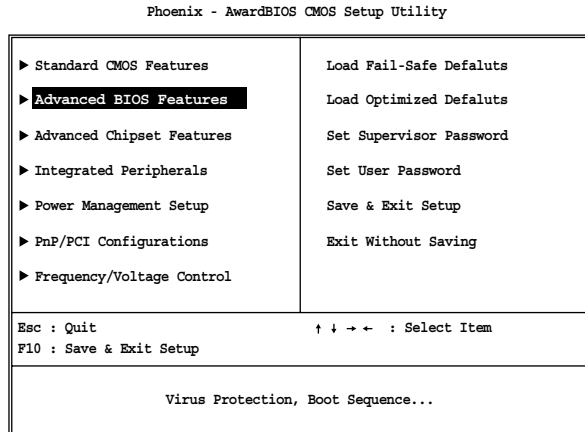 Phoenix - AwardBIOS CMOS Setup Utility
▶ Standard CMOS Features
▶ Advanced BIOS Features
▶ Advanced Chipset Features
▶ Integrated Peripherals
▶ Power Management Setup
▶ PnP/PCI Configurations
▶ Frequency/Voltage Control
Load Fail-Safe Defaluts
Load Optimized Defaluts
Set Supervisor Password
Set User Password
Save & Exit Setup
Exit Without Saving
Esc : Quit
F10 : Save & Exit Setup
↑ ↓ → ← : Select Item
Virus Protection, Boot Sequence...